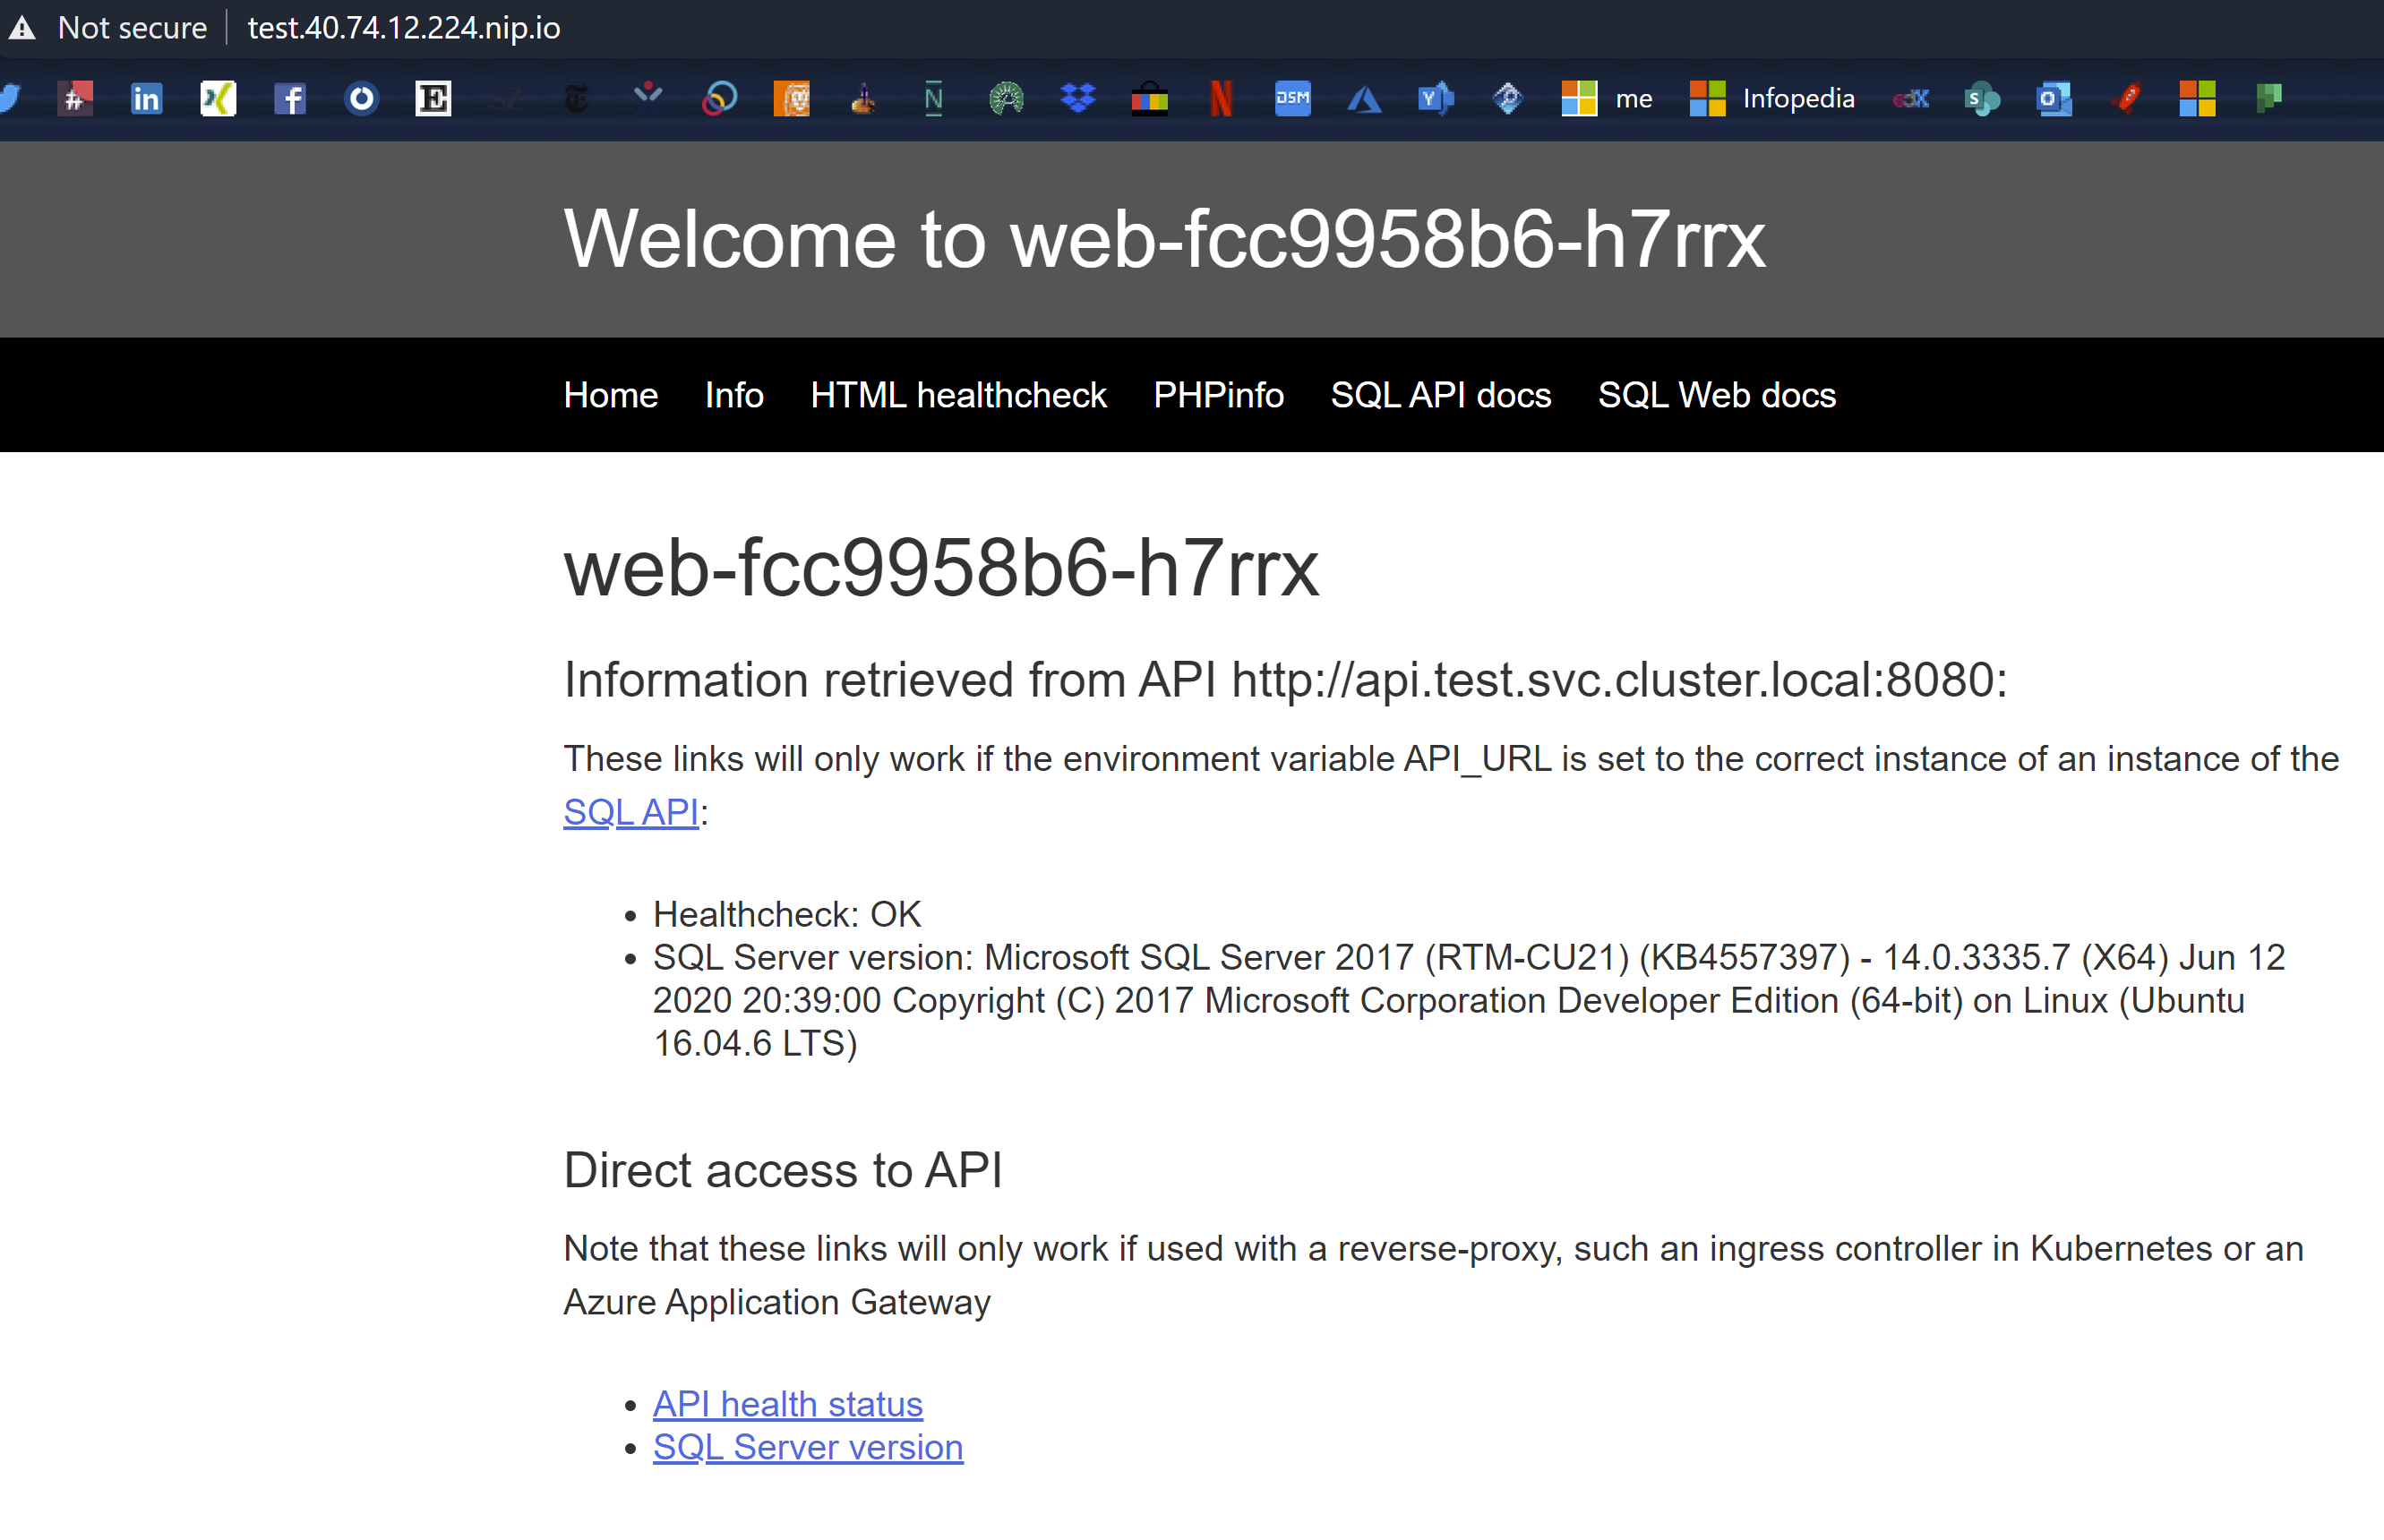 Not secure test.40.74.12.224.nip.io
# in f E N N DSM Y me Infopedia S O
Welcome to web-fcc9958b6-h7rrx
Home Info HTML healthcheck PHPinfo SQL API docs SQL Web docs
web-fcc9958b6-h7rrx
Information retrieved from API http://api.test.svc.cluster.local:8080:
These links will only work if the environment variable API_URL is set to the correct instance of an instance of the
SQL API:
Healthcheck: OK
SQL Server version: Microsoft SQL Server 2017 (RTM-CU21) (KB4557397) - 14.0.3335.7 (X64) Jun 12
2020 20:39:00 Copyright (C) 2017 Microsoft Corporation Developer Edition (64-bit) on Linux (Ubuntu
16.04.6 LTS)
Direct access to API
Note that these links will only work if used with a reverse-proxy, such an ingress controller in Kubernetes or an
Azure Application Gateway
API health status
SQL Server version